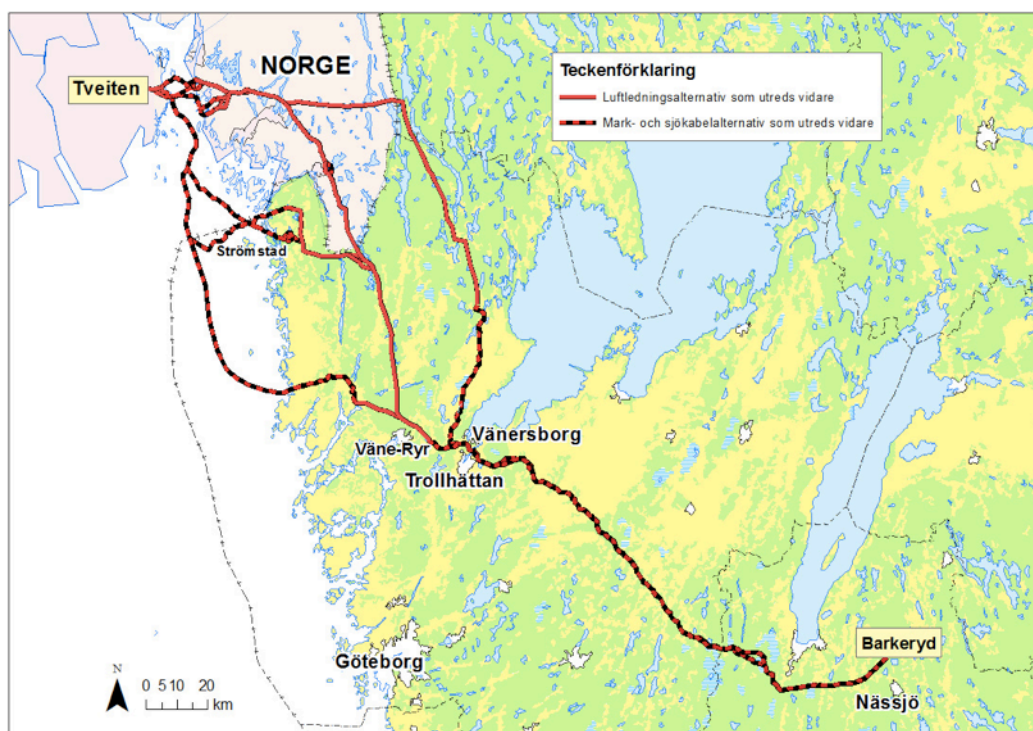 NORGE
Tveiten
Teckenförklaring
Luftledningsalternativ som utreds vidare
Mark- och sjökabelalternativ som utreds vidare
Strömstad
Väne-Ryr
Vänersborg
Trollhättan
Göteborg
Barkeryd
Nässjö
N
0 5 10 20
km